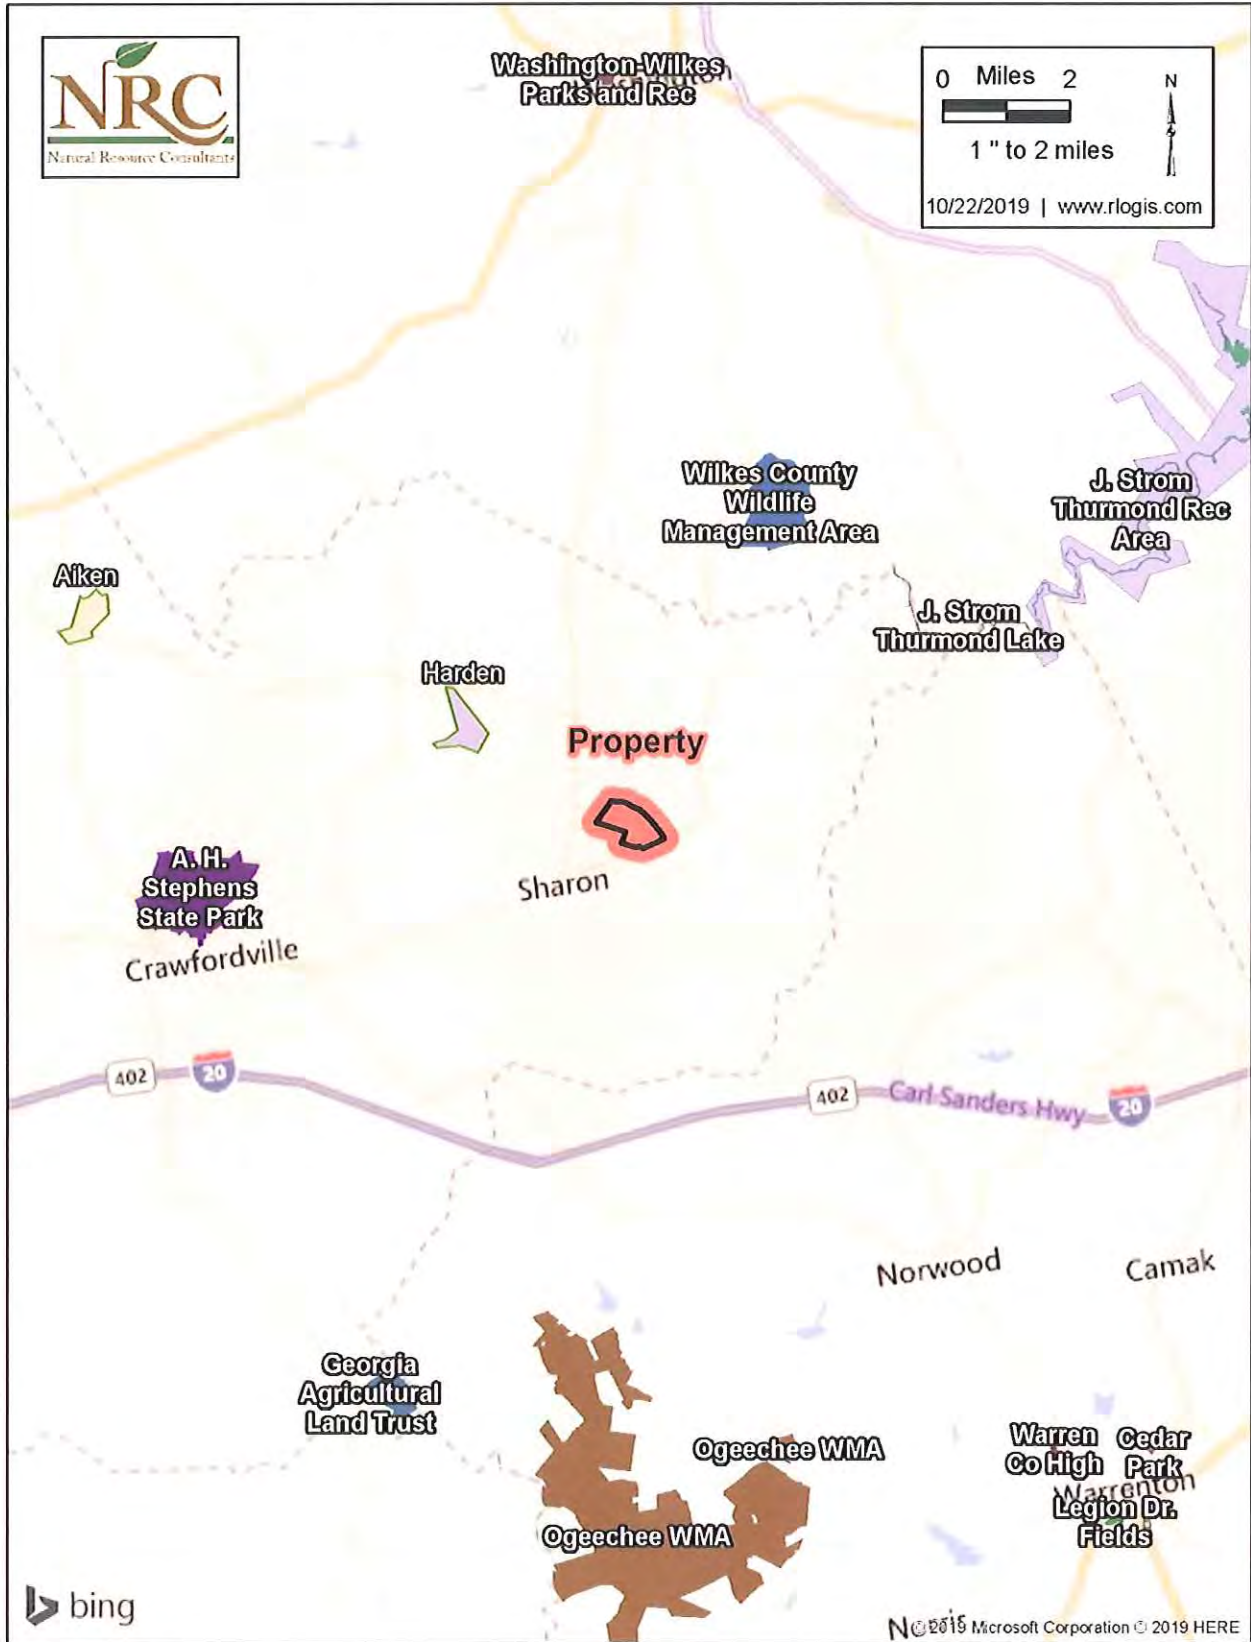 NRC
Natural Resource Consultants
Washington-Wilkes
Parks and Rec
0 Miles 2
N
1 " to 2 miles
10/22/2019 | www.rlogis.com
Wilkes County
Wildlife
Management Area
J. Strom
Thurmond Rec
Area
Aiken
J. Strom
Thurmond Lake
Harden
Property
A. H.
Stephens
State Park
Sharon
Crawfordville
402
20
402
Carl Sanders Hwy
20
Norwood
Camak
Georgia
Agricultural
Land Trust
Ogeechee WMA
Warren
Co High
Cedar
Park
Warrenton
Legion Dr.
Fields
Ogeechee WMA
bing
© 2019 Microsoft Corporation © 2019 HERE